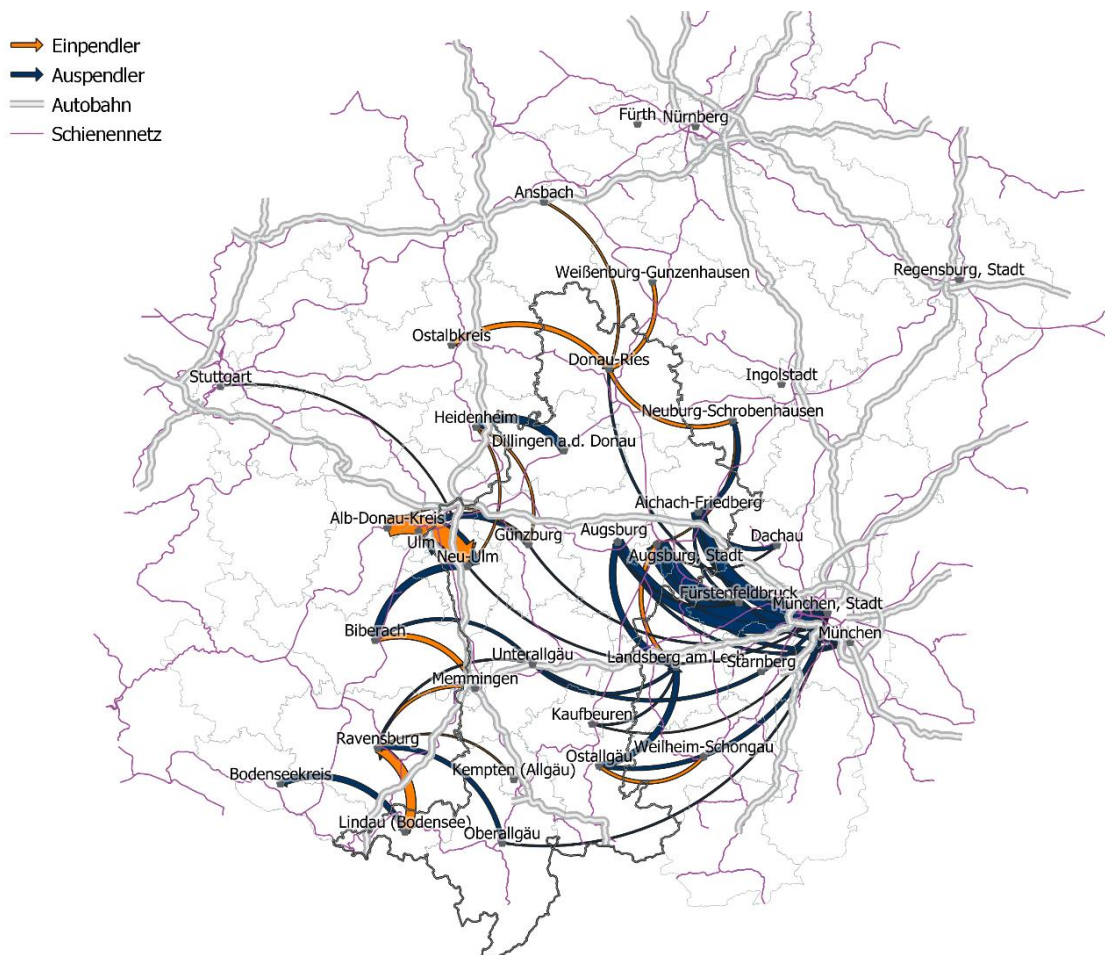 Einpendler
Auspendler
Autobahn
Schienennetz
Fürth
Nürnberg
Ansbach
Weißenburg-Gunzenhausen
Regensburg, Stadt
Ostalbkreis
Donau-Ries
Stuttgart
Ingolstadt
Heidenheim
Neuburg-Schrobenhausen
Dillingen a.d. Donau
Aichach-Friedberg
Alb-Donau-Kreis
Ulm
Günzburg
Augsburg
Dachau
Neu-Ulm
Augsburg, Stadt
Fürstenfeldbruck
München, Stadt
Biberach
München
Unterallgäu
Landsberg am Lech
Starnberg
Memmingen
Kaufbeuren
Ravensburg
Weilheim-Schongau
Ostallgäu
Bodenseekreis
Kempten (Allgäu)
Lindau (Bodensee)
Oberallgäu